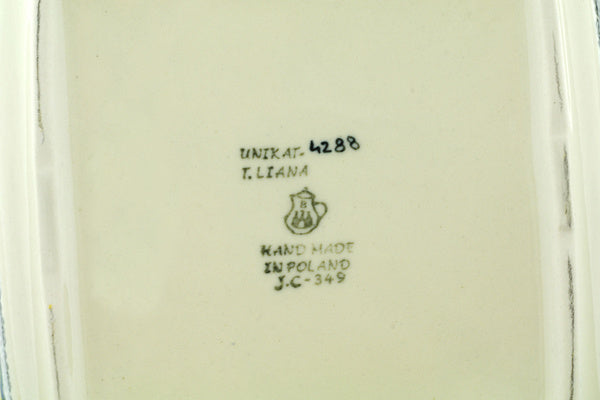 UNIKAT-4288
T.LIANA
B
HAND MADE
IN POLAND
J.C-349